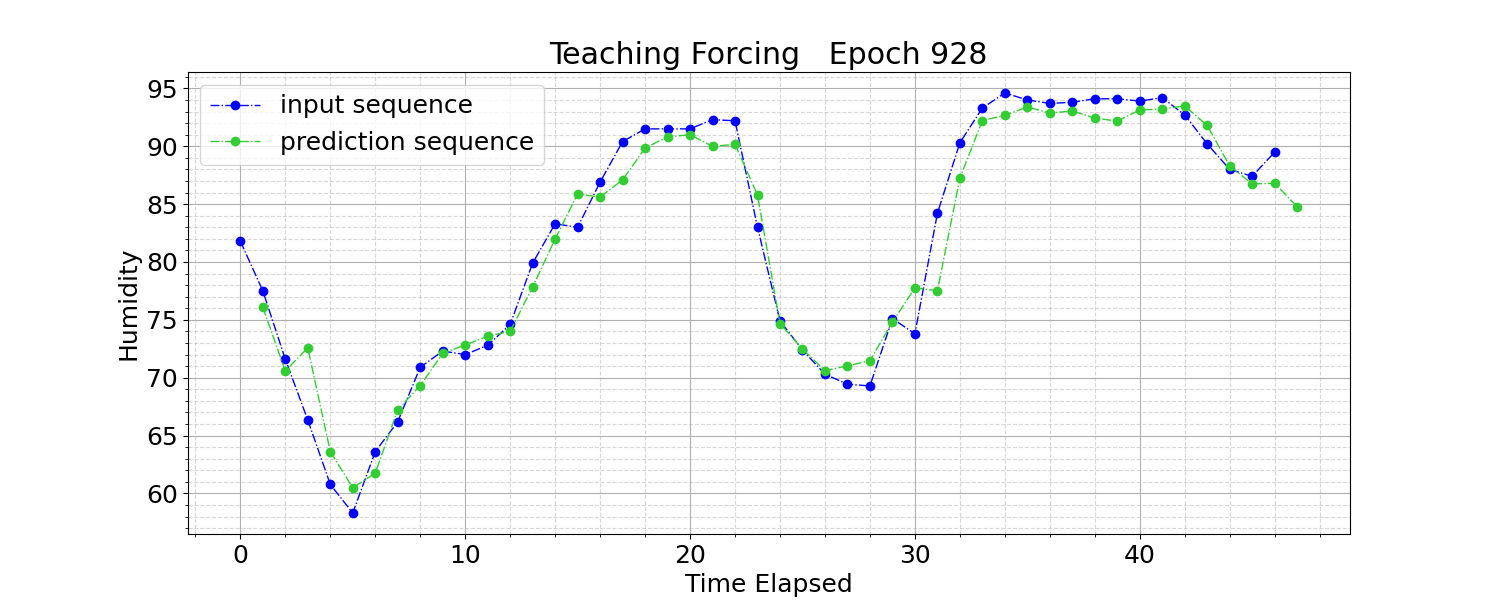 Teaching Forcing   Epoch 928
input sequence
prediction sequence
Humidity
95
90
85
80
75
70
65
60
0 10 20 30 40
Time Elapsed